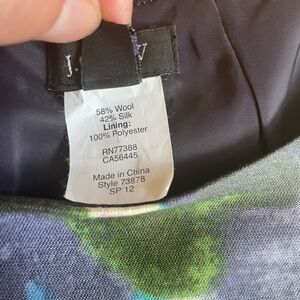 58% Wool
42% Silk
Lining:
100% Polyester
RN77388
CA56445
Made in China
Style 73878
SP 12